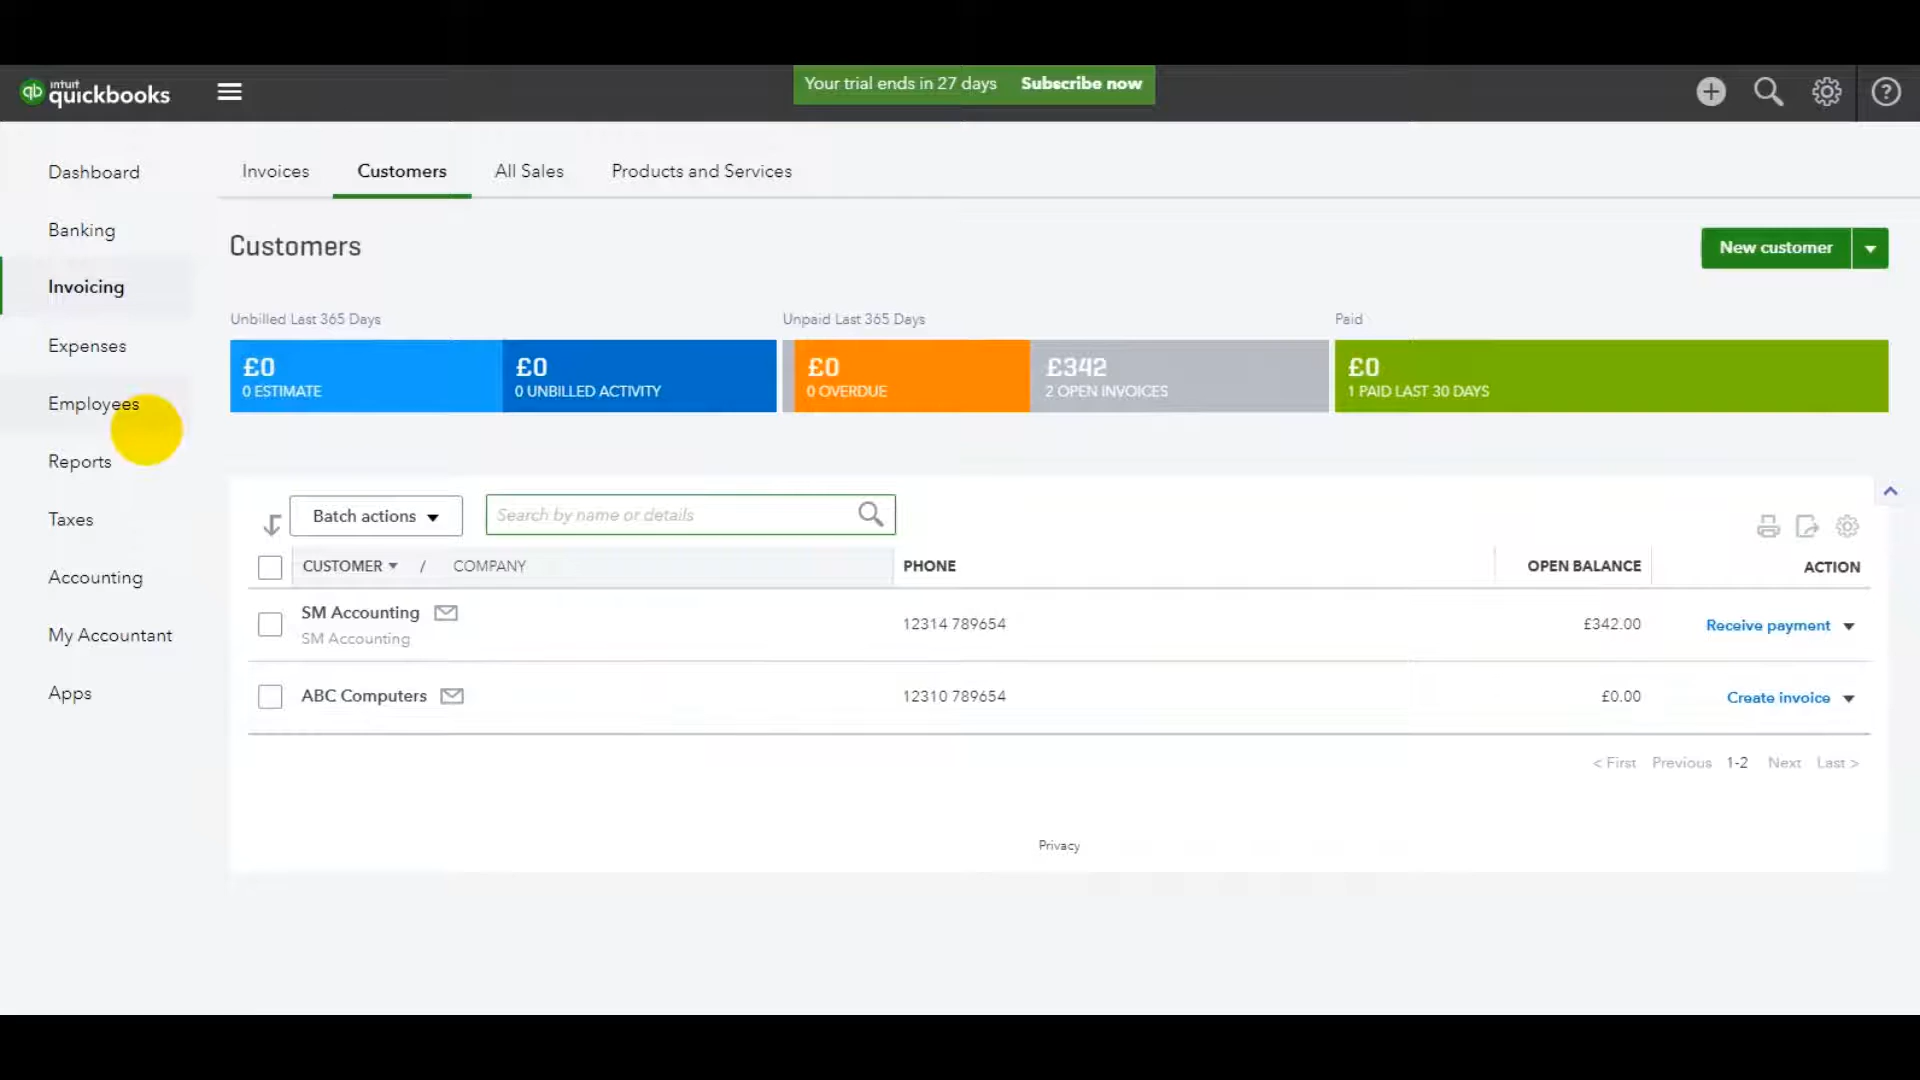 intuit
quickbooks
Your trial ends in 27 days Subscribe now
Dashboard
Banking
Invoicing
Expenses
Employees
Reports
Taxes
Accounting
My Accountant
Apps
Invoices Customers All Sales Products and Services
Customers
New customer
Unbilled Last 365 Days Unpaid Last 365 Days Paid
£0 £0 £0 £342 £0
0 ESTIMATE 0 UNBILLED ACTIVITY 0 OVERDUE 2 OPEN INVOICES 1 PAID LAST 30 DAYS
Batch actions Search by name or details
CUSTOMER / COMPANY PHONE OPEN BALANCE ACTION
SM Accounting
SM Accounting
12314 789654 £342.00 Receive payment
ABC Computers 12310 789654 £0.00 Create invoice
< First Previous 1-2 Next Last >
Privacy